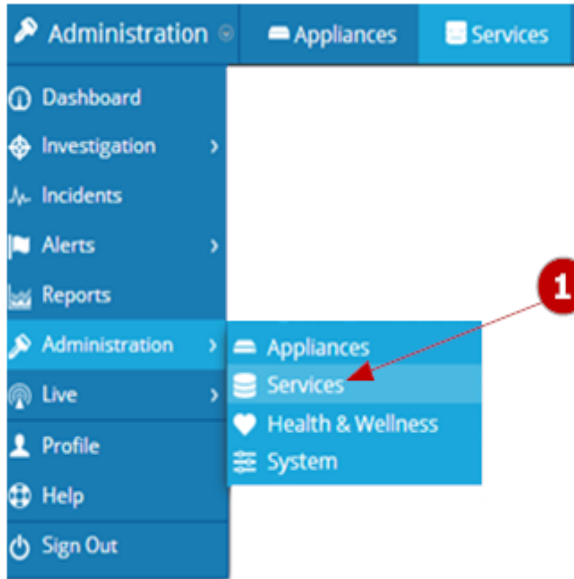 Administration Appliances Services
Dashboard
Investigation
Incidents
Alerts
Reports
Administration
Live
Profile
Help
Sign Out
Appliances
Services
Health & Wellness
System
1